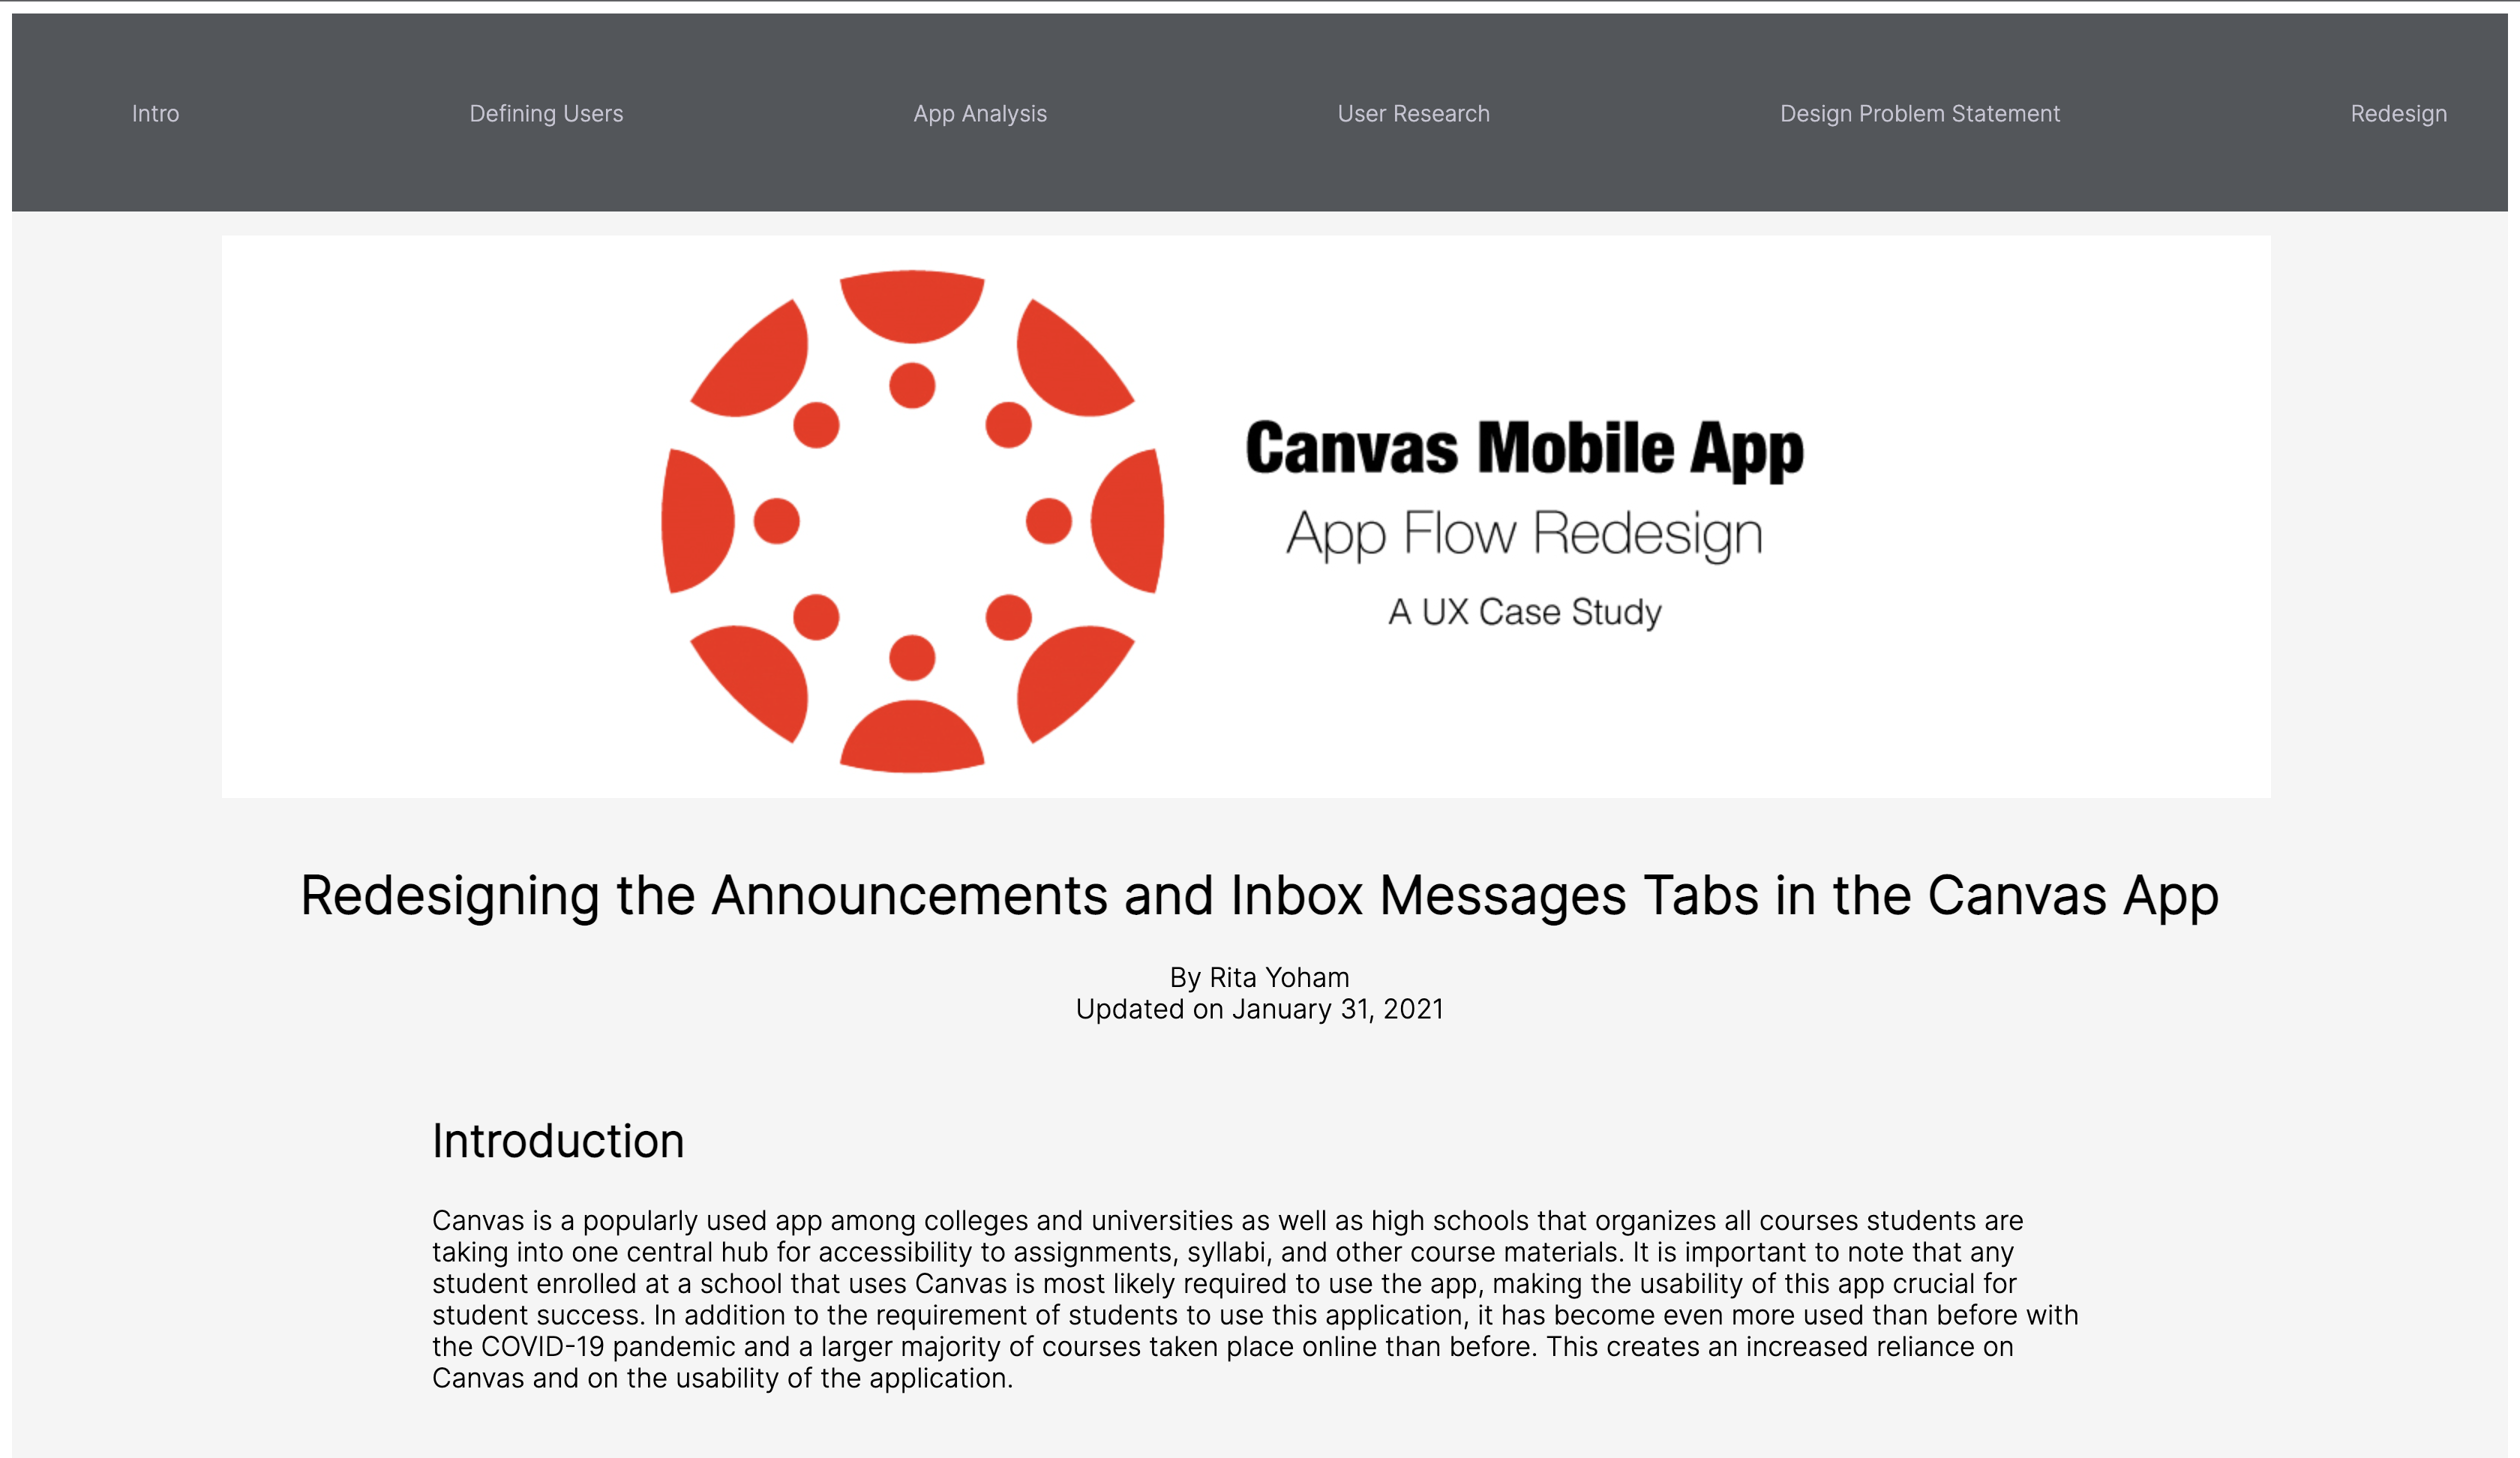 Intro Defining Users App Analysis User Research Design Problem Statement Redesign
Canvas Mobile App
App Flow Redesign
A UX Case Study
Redesigning the Announcements and Inbox Messages Tabs in the Canvas App
By Rita Yoham
Updated on January 31, 2021
Introduction
Canvas is a popularly used app among colleges and universities as well as high schools that organizes all courses students are
taking into one central hub for accessibility to assignments, syllabi, and other course materials. It is important to note that any
student enrolled at a school that uses Canvas is most likely required to use the app, making the usability of this app crucial for
student success. In addition to the requirement of students to use this application, it has become even more used than before with
the COVID-19 pandemic and a larger majority of courses taken place online than before. This creates an increased reliance on
Canvas and on the usability of the application.